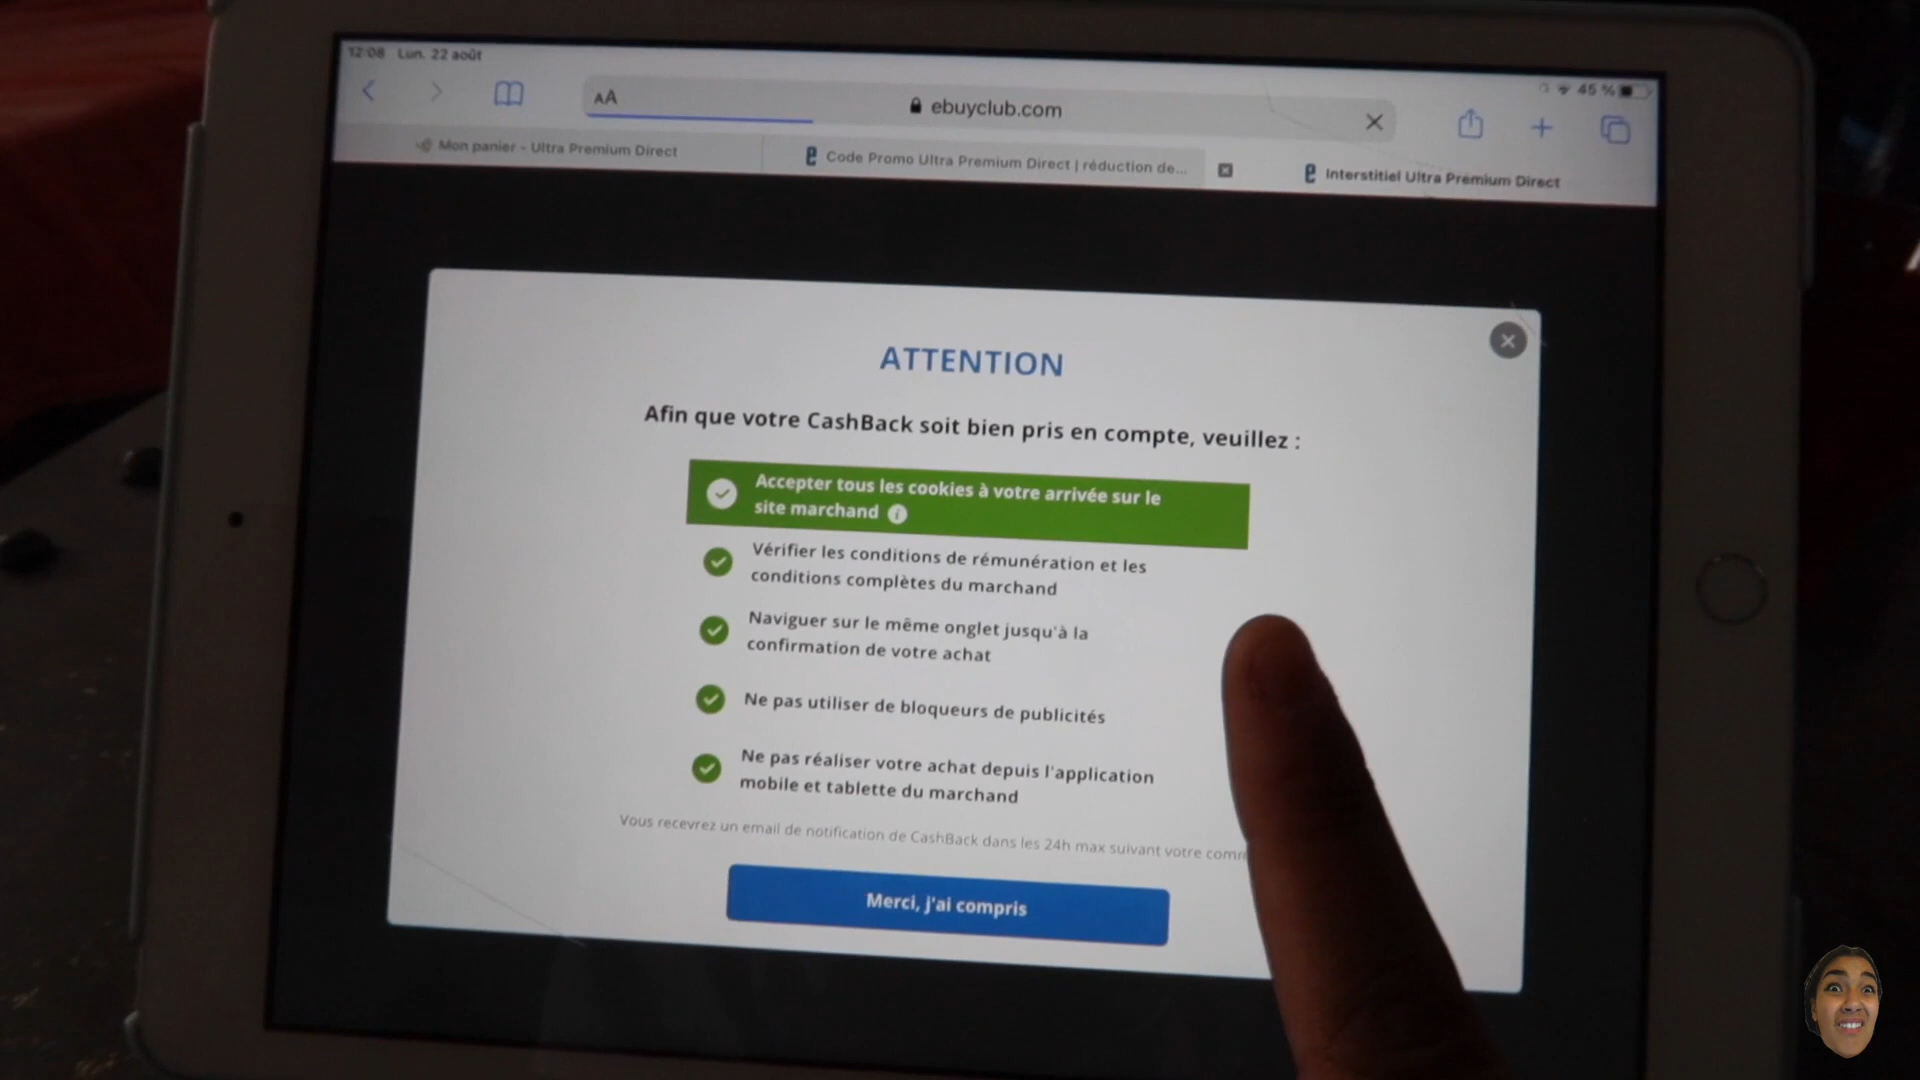 12:08 Lun. 22 août
45 %
AA
ebuyclub.com
Mon panier - Ultra Premium Direct
Code Promo Ultra Premium Direct | réduction de...
Interstitiel Ultra Premium Direct
ATTENTION
Afin que votre CashBack soit bien pris en compte, veuillez :
Accepter tous les cookies à votre arrivée sur le
site marchand i
Vérifier les conditions de rémunération et les
conditions complètes du marchand
Naviguer sur le même onglet jusqu'à la
confirmation de votre achat
Ne pas utiliser de bloqueurs de publicités
Ne pas réaliser votre achat depuis l'application
mobile et tablette du marchand
Vous recevrez un email de notification de CashBack dans les 24h max suivant votre
Merci, j'ai compris